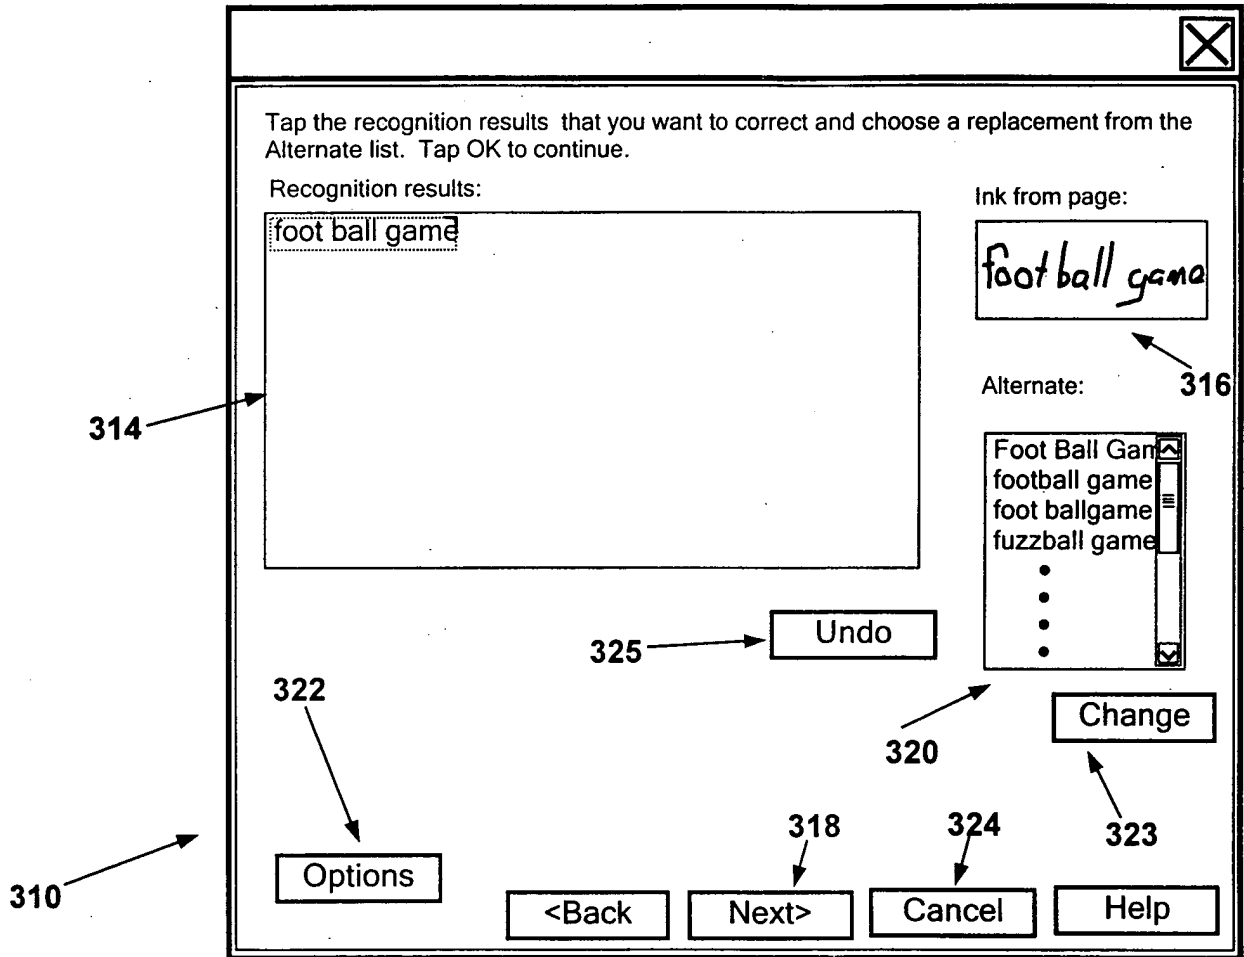 Tap the recognition results that you want to correct and choose a replacement from the
Alternate list. Tap OK to continue.
Recognition results:
Ink from page:
foot ball game
football game
316
Alternate:
314
Foot Ball Gam
football game
foot ballgame
fuzzball game
Undo
325
322
Change
320
318
324
323
310
Options
<Back
Next>
Cancel
Help